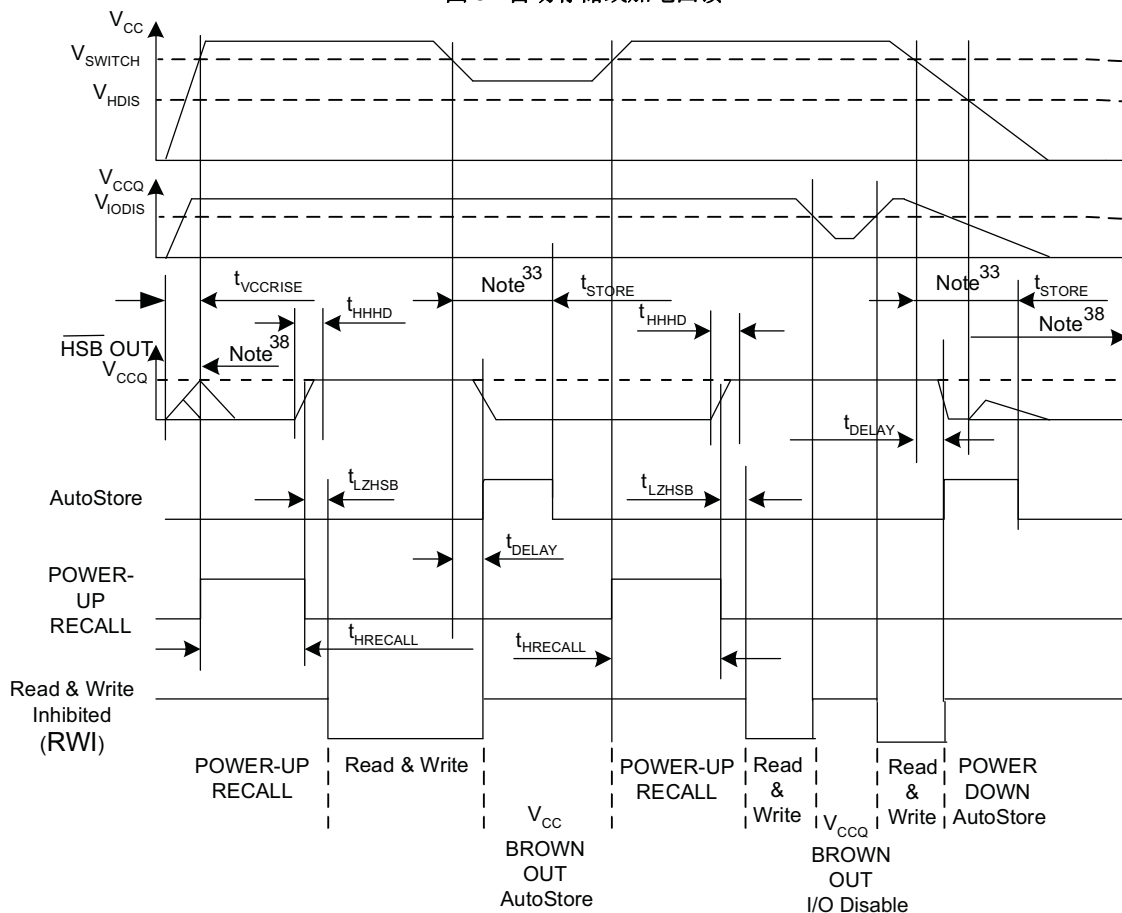 V_CC
V_SWITCH
V_HDIS
V_CCQ
V_IODIS
t_VCCRISE
Note^33
t_STORE
Note^33
t_STORE
t_HHHD
t_HHHD
Note^38
HSB OUT
Note^38
V_CCQ
t_DELAY
t_LZHSB
t_LZHSB
AutoStore
t_DELAY
POWER-
UP
RECALL
t_HRECALL
t_HRECALL
Read & Write
Inhibited
(RWI)
POWER-UP
RECALL
Read & Write
V_CC
BROWN
OUT
AutoStore
POWER-UP
RECALL
Read
&
Write
V_CCQ
BROWN
OUT
I/O Disable
Read
&
Write
POWER
DOWN
AutoStore